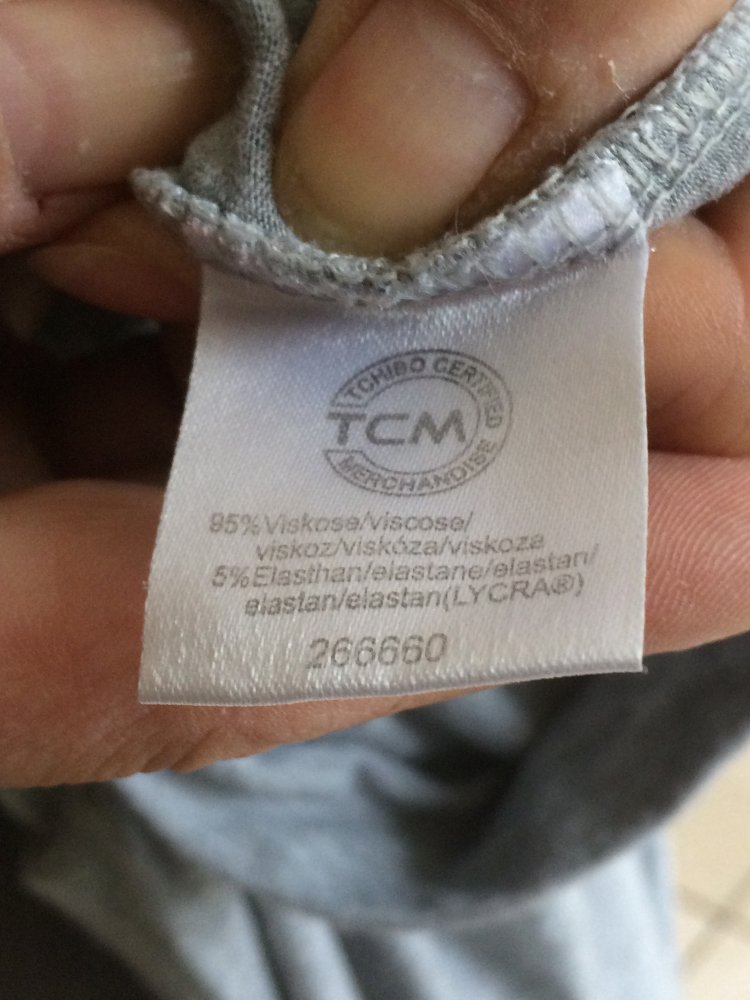 TCHIBO CERTIFIED
TCM
MERCHANDISE
95%Viskose/viscose/
viskoz/viskóza/viskoza
5%Elasthan/elastane/elastan/
elastan/elastan(LYCRA®)
266660